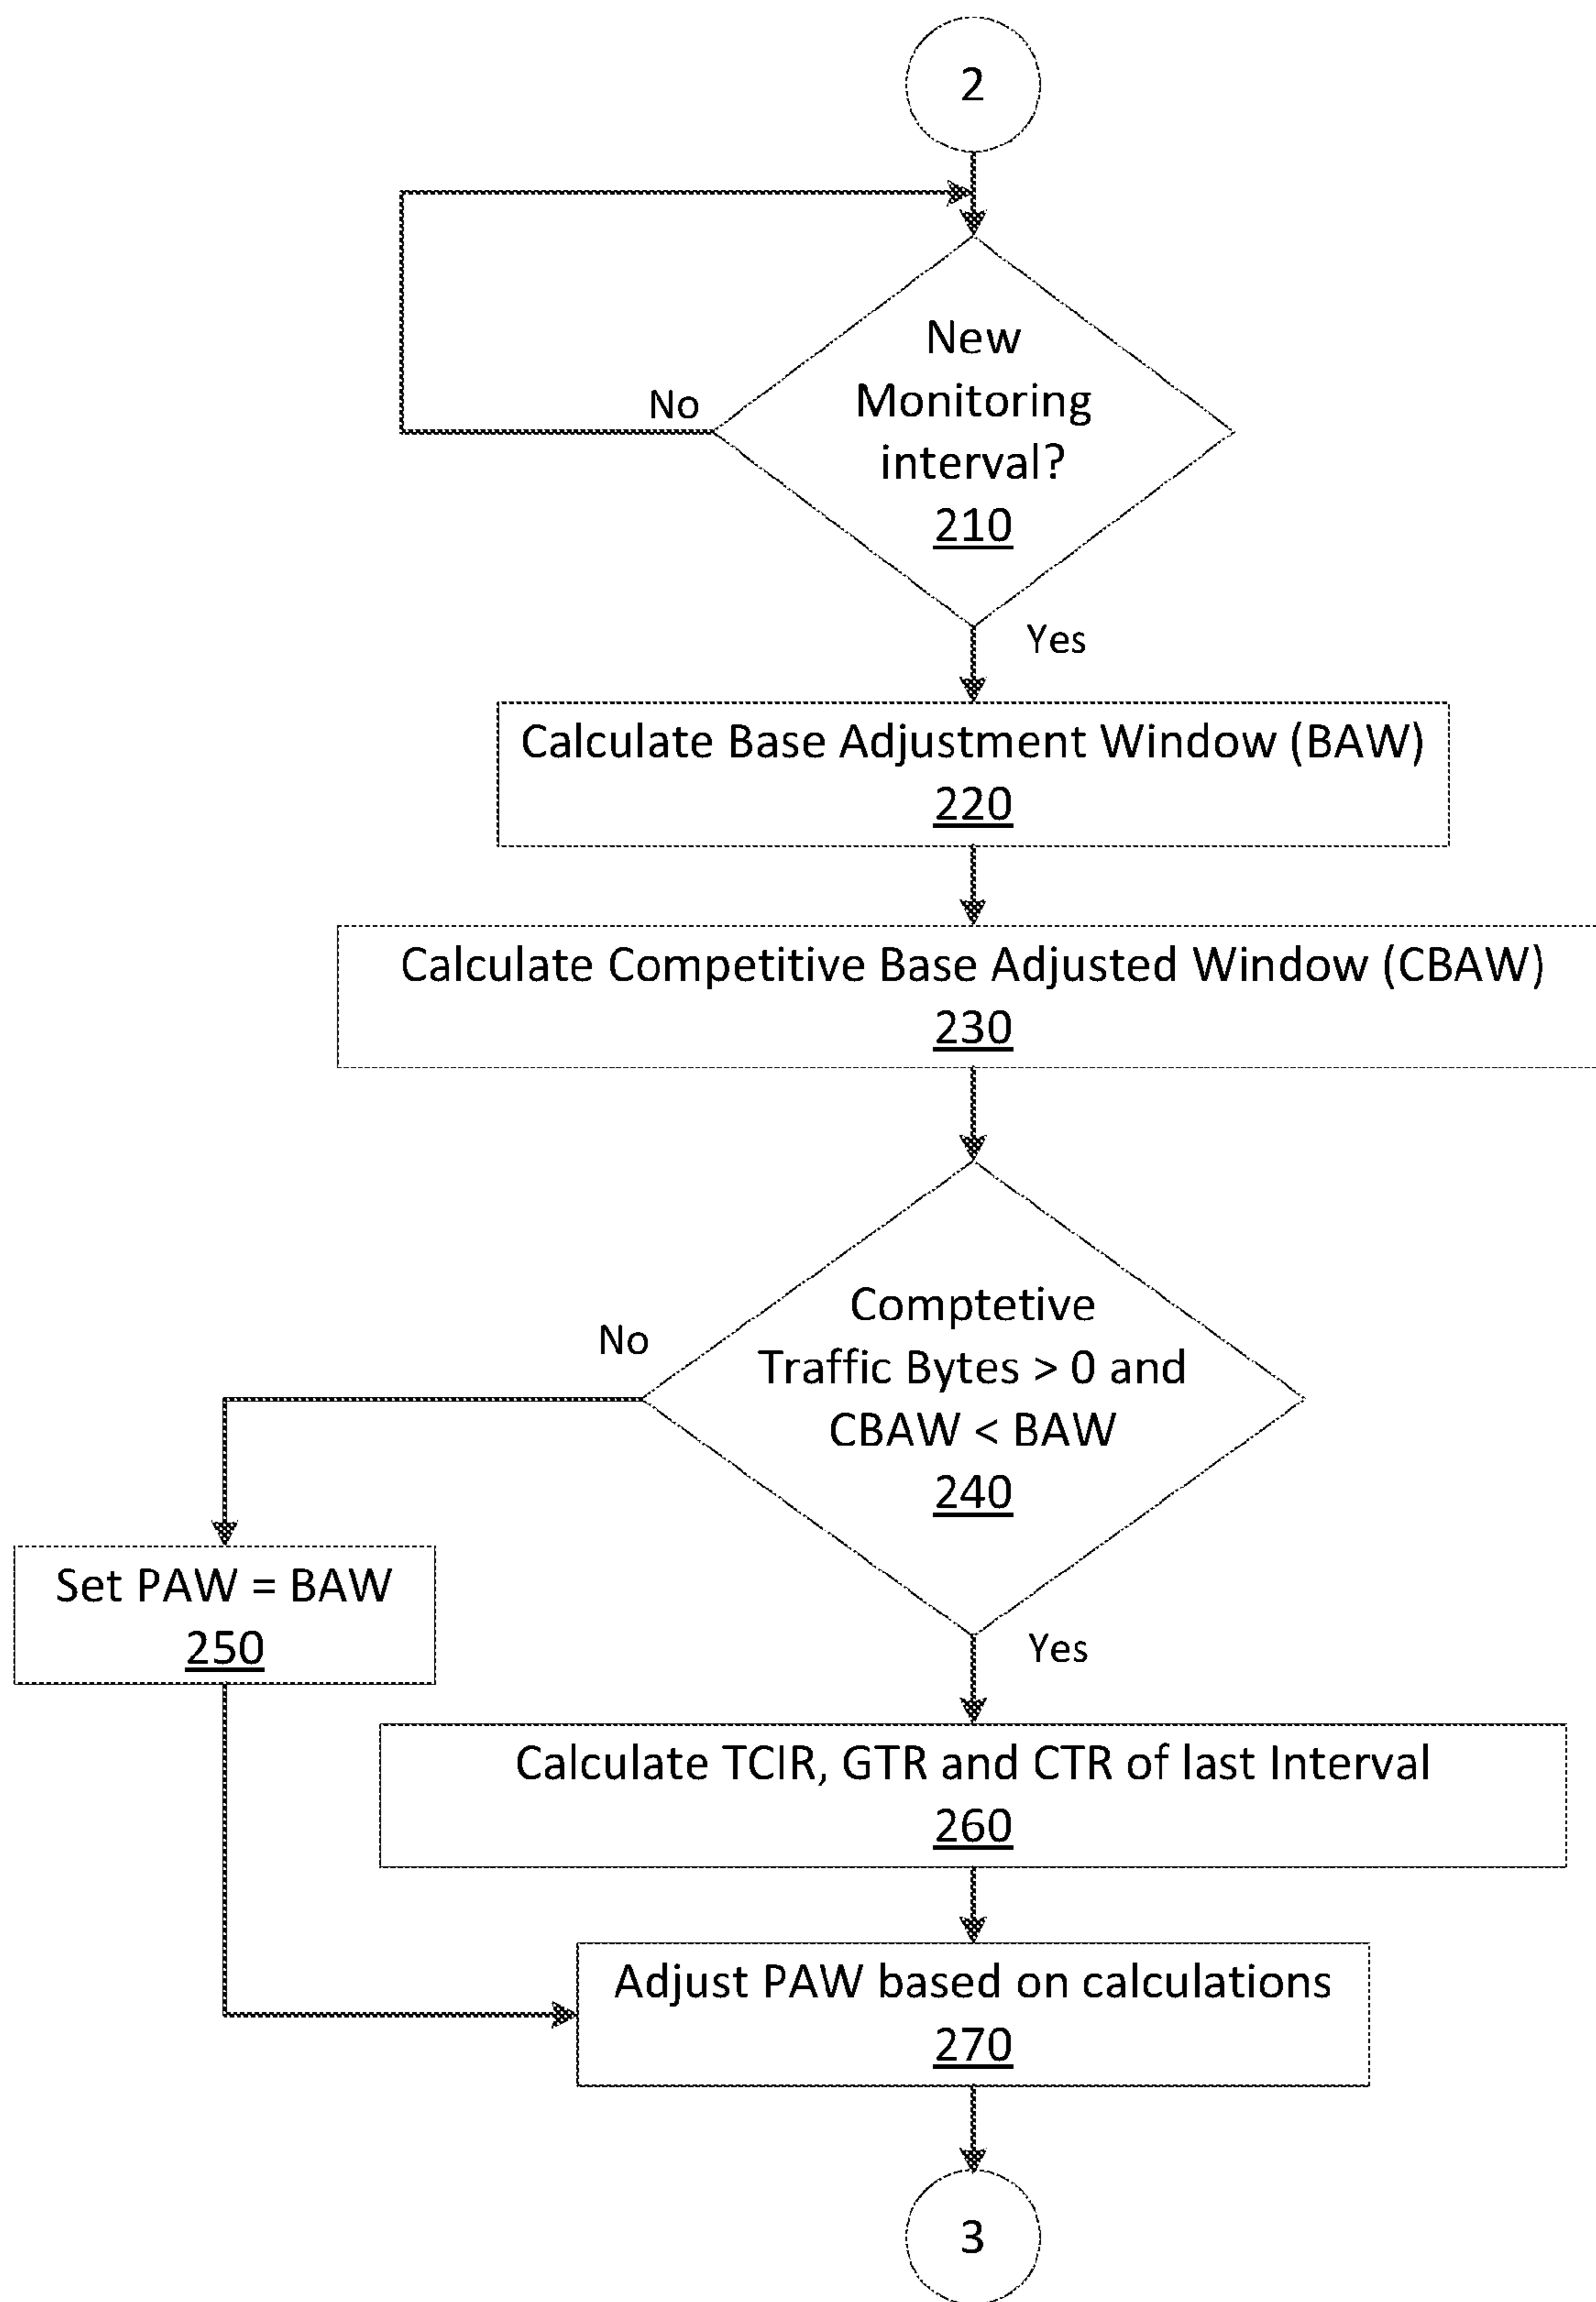 2
New
Monitoring
interval?
210
No
Yes
Calculate Base Adjustment Window (BAW)
220
Calculate Competitive Base Adjusted Window (CBAW)
230
Comptetive
Traffic Bytes > 0 and
CBAW < BAW
240
No
Yes
Set PAW = BAW
250
Calculate TCIR, GTR and CTR of last Interval
260
Adjust PAW based on calculations
270
3